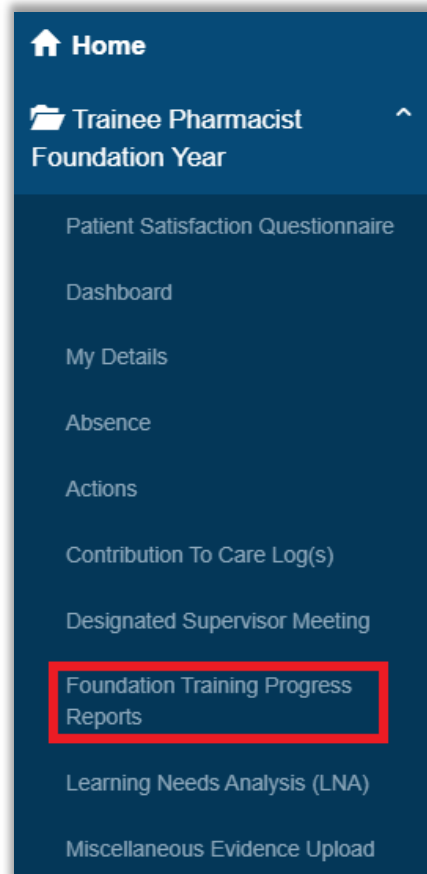 Home
Trainee Pharmacist
Foundation Year
Patient Satisfaction Questionnaire
Dashboard
My Details
Absence
Actions
Contribution To Care Log(s)
Designated Supervisor Meeting
Foundation Training Progress
Reports
Learning Needs Analysis (LNA)
Miscellaneous Evidence Upload